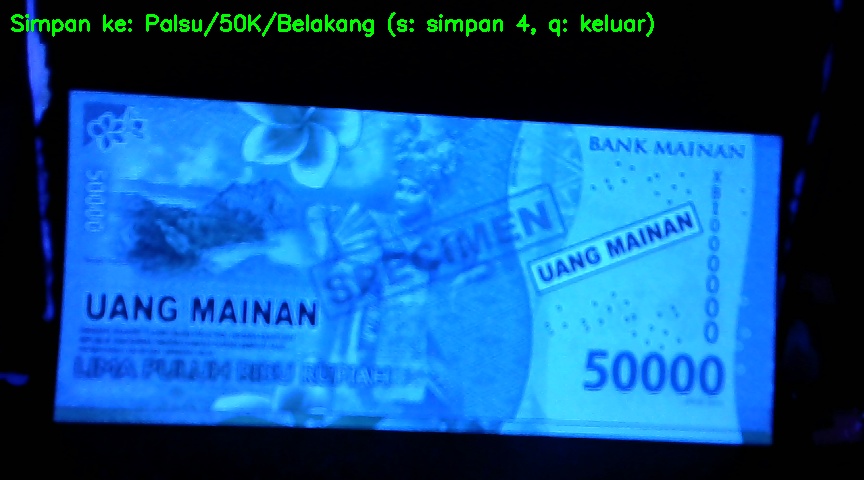 Simpan ke: Palsu/50K/Belakang (s: simpan 4, q: keluar)
BANK MAINAN
50000
SPECIMEN
UANG MAINAN
UANG MAINAN
LIMA PULUH RIBU RUPIAH
50000